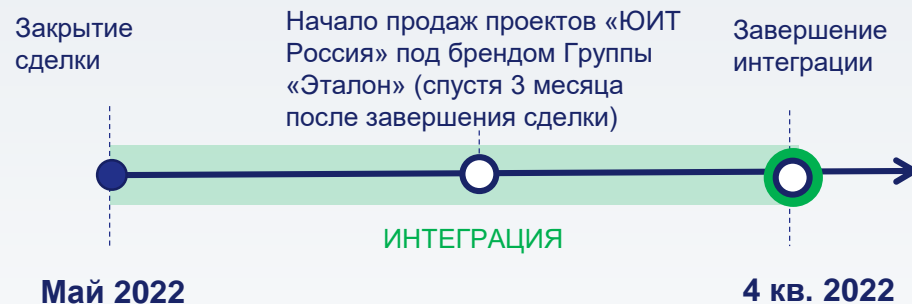 Закрытие
сделки
Начало продаж проектов «ЮИТ
Россия» под брендом Группы
«Эталон» (спустя 3 месяца
после завершения сделки)
Завершение
интеграции
ИНТЕГРАЦИЯ
Май 2022
4 кв. 2022